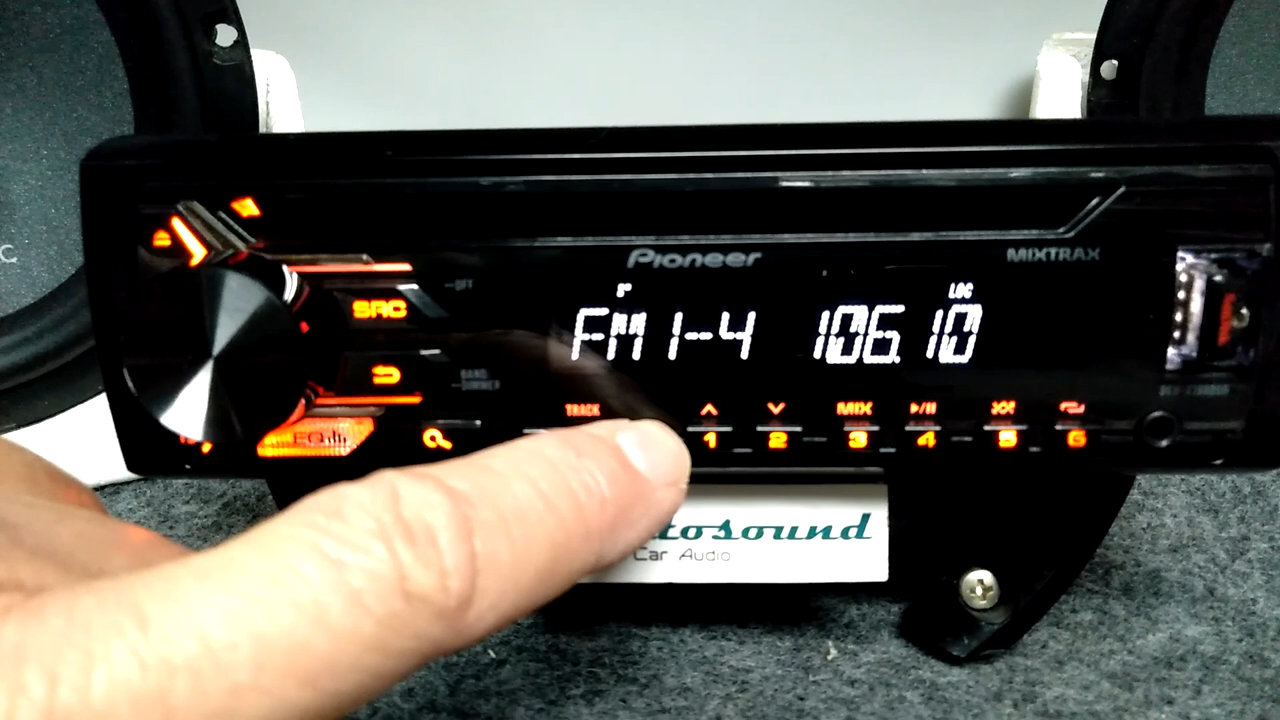 Pioneer
MIXTRAX
SRC
OFF
LOC
FM1-4 106.10
BAND
DIMMER
TRACK
MIX
EQ
1 2 3 4 5 6
Car Audio
C